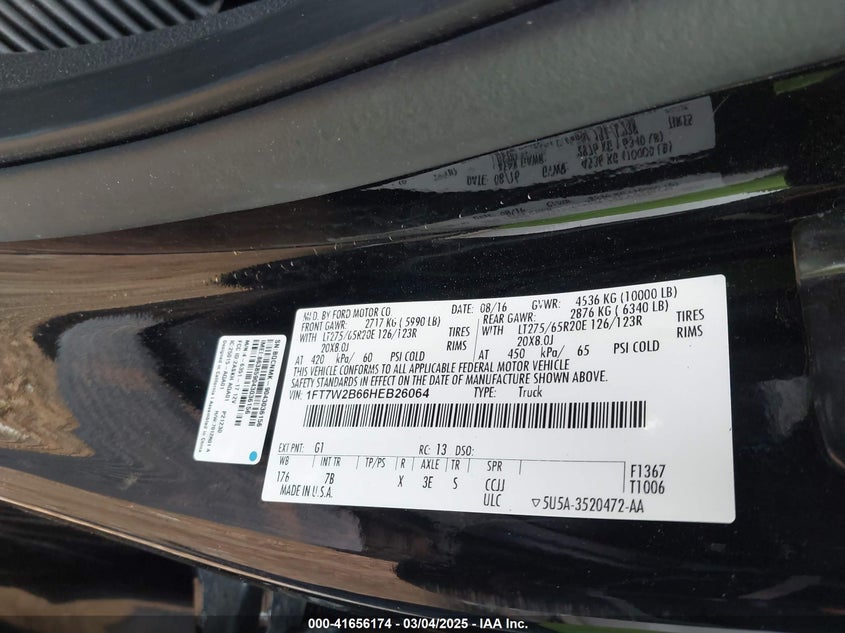 MFD. BY FORD MOTOR CO. DATE: 08/16 GVWR: 4536 KG (10000 LB)
FRONT GAWR: 2717 KG ( 5990 LB) REAR GAWR: 2876 KG ( 6340 LB)
WITH LT275/65R20E 126/123R TIRES WITH LT275/65R20E 126/123R TIRES
20X8.0J RIMS 20X8.0J RIMS
AT 420 kPa/ 60 PSI COLD AT 450 kPa/ 65 PSI COLD
THIS VEHICLE CONFORMS TO ALL APPLICABLE FEDERAL MOTOR VEHICLE
SAFETY STANDARDS IN EFFECT ON THE DATE OF MANUFACTURE SHOWN ABOVE.
VIN: 1FT7W2B66HEB26064 TYPE: Truck
EXT PNT: G1 RC: 13 DSO:
WB INT TR TP/PS R AXLE TR SPR
176 7B X 3E S CCJJ
F1367
T1006
MADE IN U.S.A. ULC
5U5A-3520472-AA
000-41656174 - 03/04/2025 - IAA Inc.